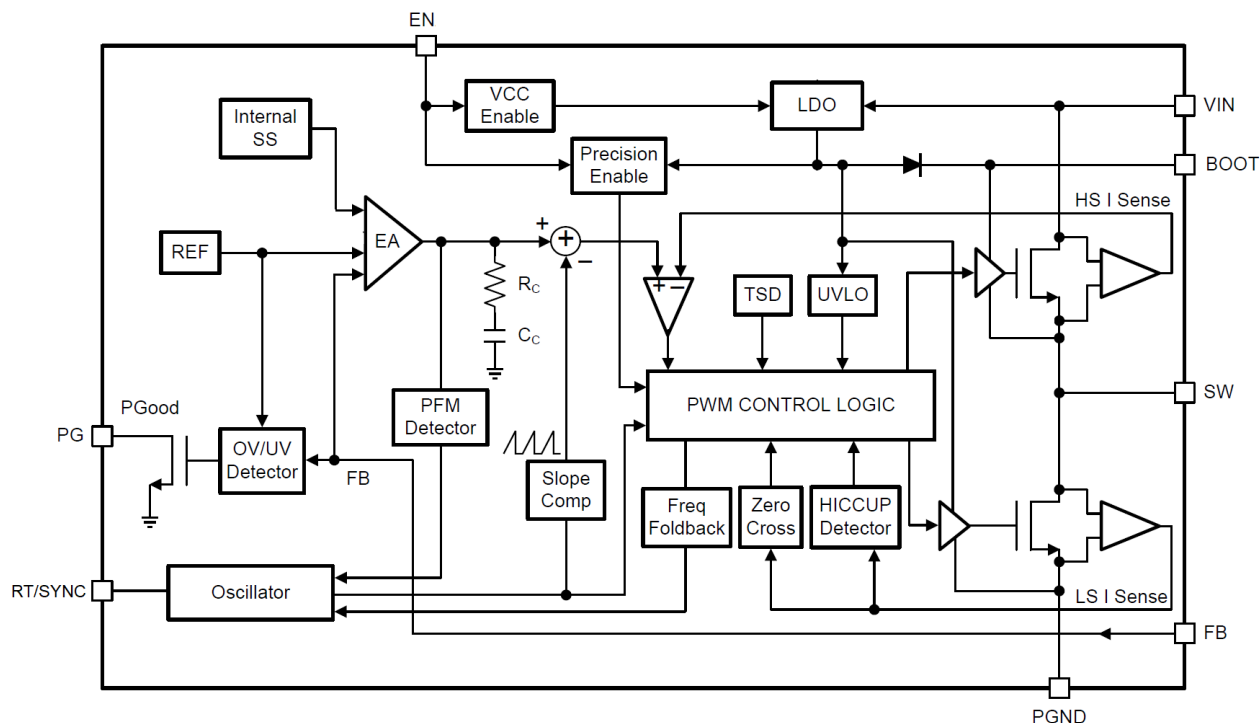 EN
VCC
Enable
LDO
VIN
Internal
SS
Precision
Enable
BOOT
HS I Sense
REF
EA
+
+
−
+ −
R_C
C_C
TSD
UVLO
PWM CONTROL LOGIC
SW
PGood
PG
OV/UV
Detector
FB
PFM
Detector
Slope
Comp
Freq
Foldback
Zero
Cross
HICCUP
Detector
RT/SYNC
Oscillator
LS I Sense
FB
PGND